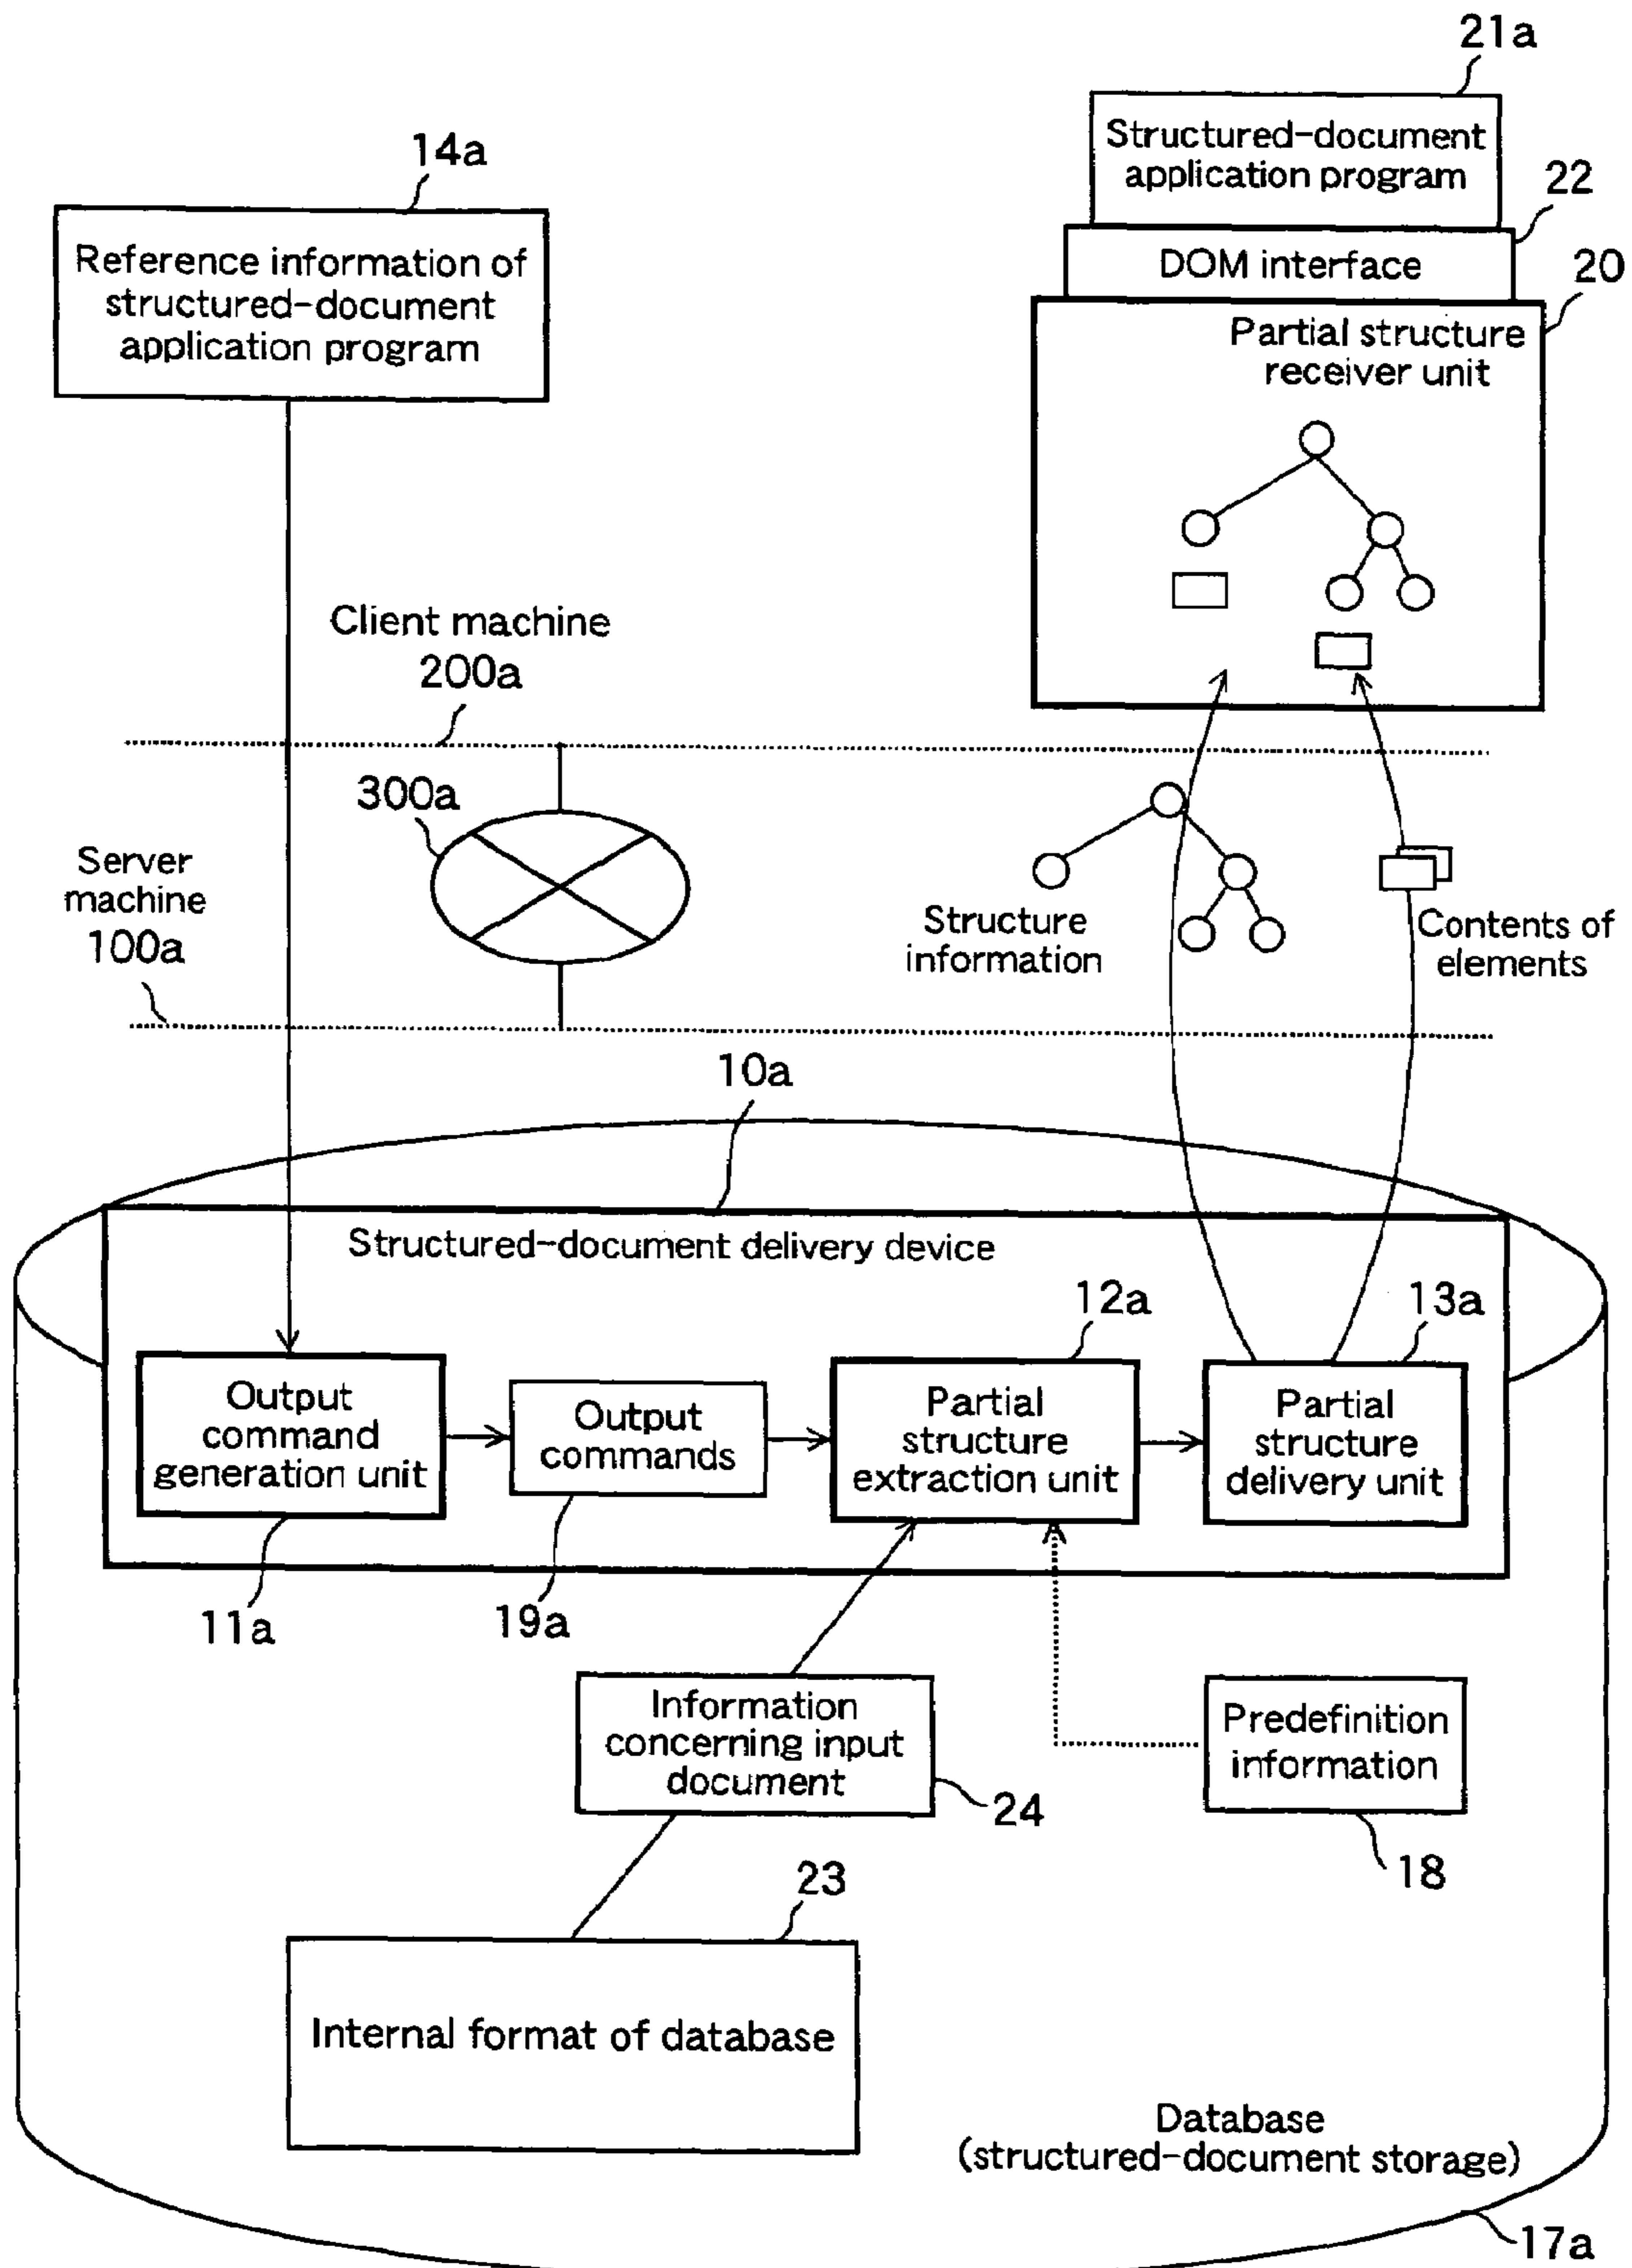 21a
Structured-document
application program
14a
22
Reference information of
structured-document
application program
DOM interface
20
Partial structure
receiver unit
Client machine
200a
300a
Server
machine
100a
Structure
information
Contents of
elements
10a
Structured-document delivery device
12a
13a
Output
command
generation unit
Output
commands
Partial
structure
extraction unit
Partial
structure
delivery unit
11a
19a
Information
concerning input
document
24
Predefinition
information
18
23
Internal format of database
Database
(structured-document storage)
17a